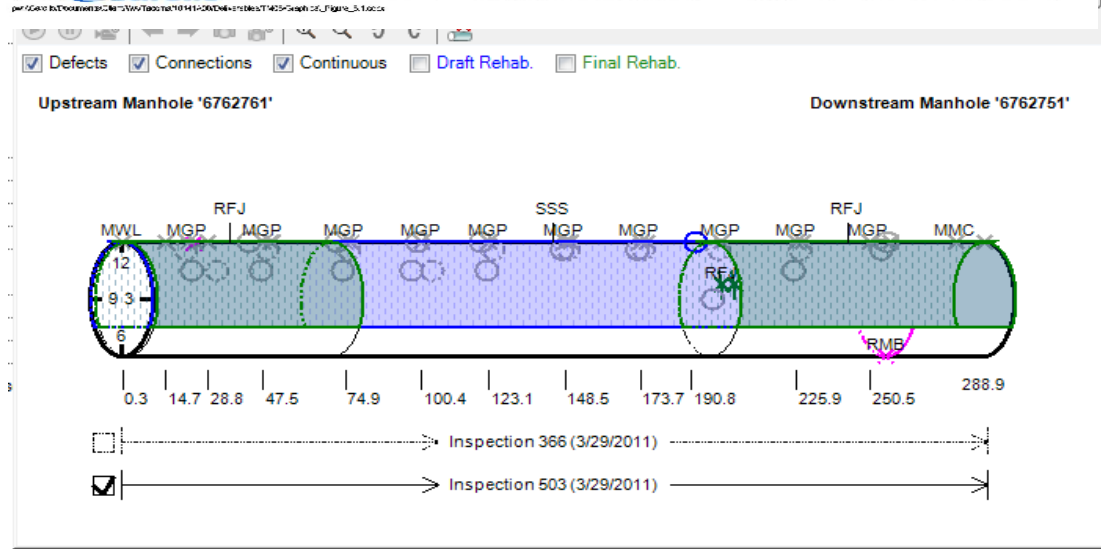 Defects Connections Continuous Draft Rehab. Final Rehab.
Upstream Manhole '6762761' Downstream Manhole '6762751'
RFJ SSS RFJ
MWL MGP MGP MGP MGP MGP MGP MGP MGP MGP MGP MMC
12
9 3
6
RMB
0.3 14.7 28.8 47.5 74.9 100.4 123.1 148.5 173.7 190.8 225.9 250.5 288.9
Inspection 366 (3/29/2011)
Inspection 503 (3/29/2011)